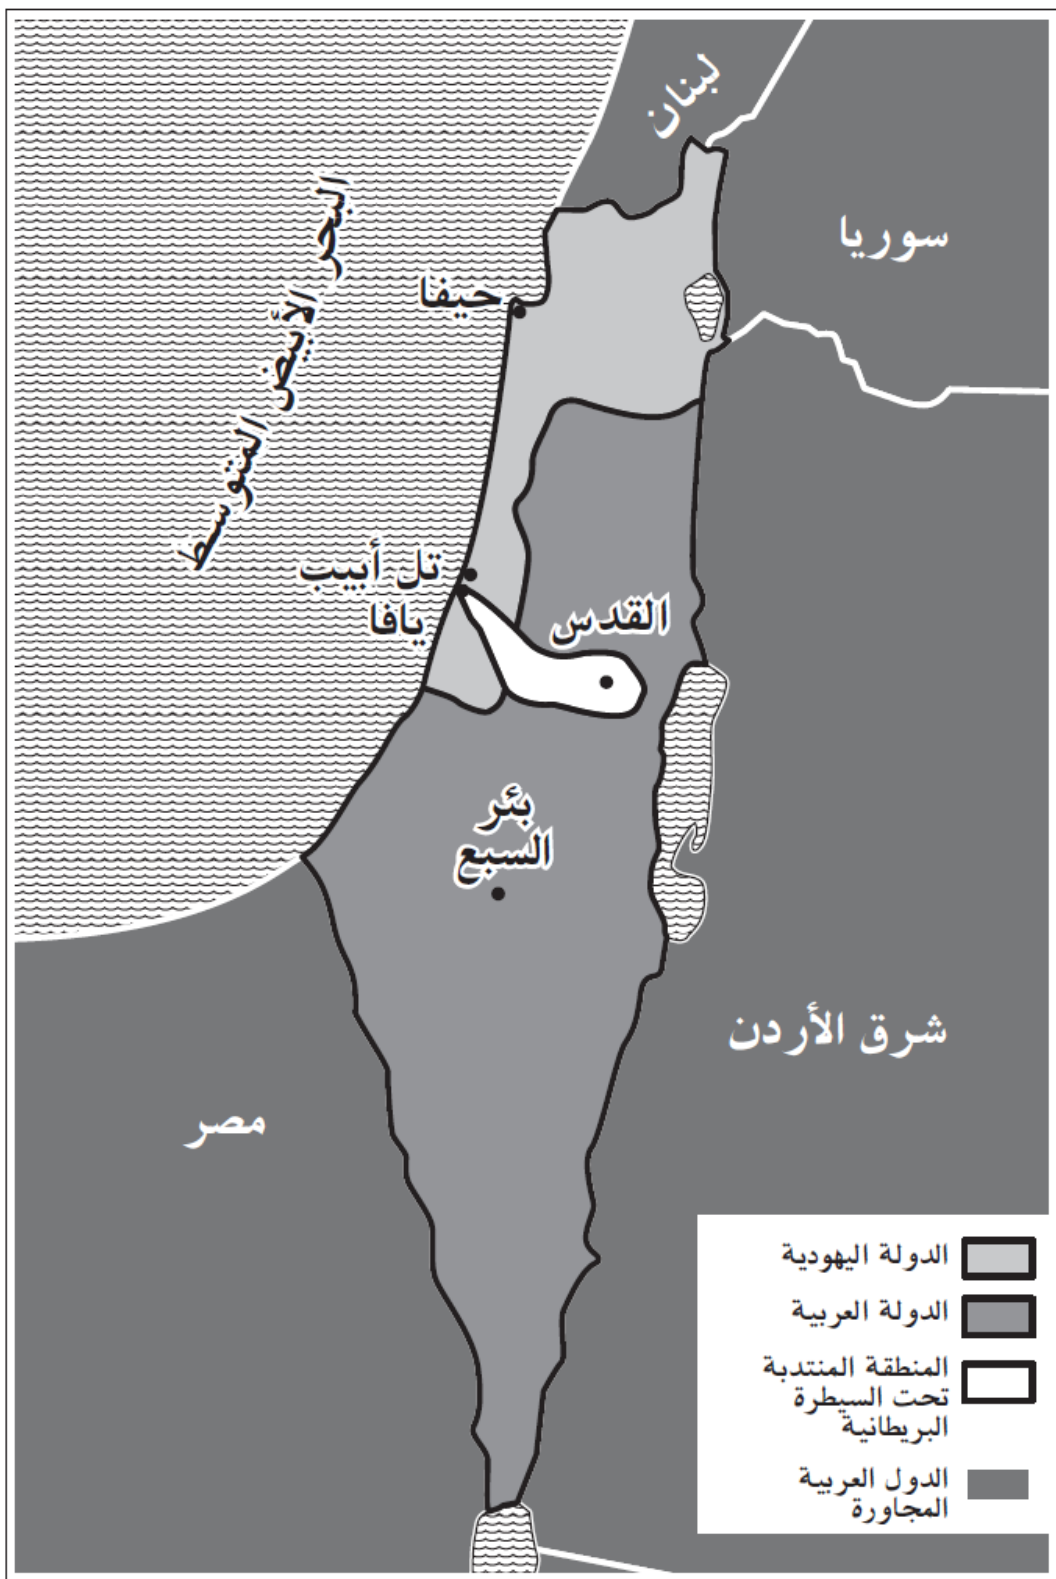 لبنان
سوريا
البحر الأبيض المتوسط
حيفا
تل أبيب
يافا
القدس
بئر
السبع
شرق الأردن
مصر
الدولة اليهودية
الدولة العربية
المنطقة المنتدبة
تحت السيطرة
البريطانية
الدول العربية
المجاورة